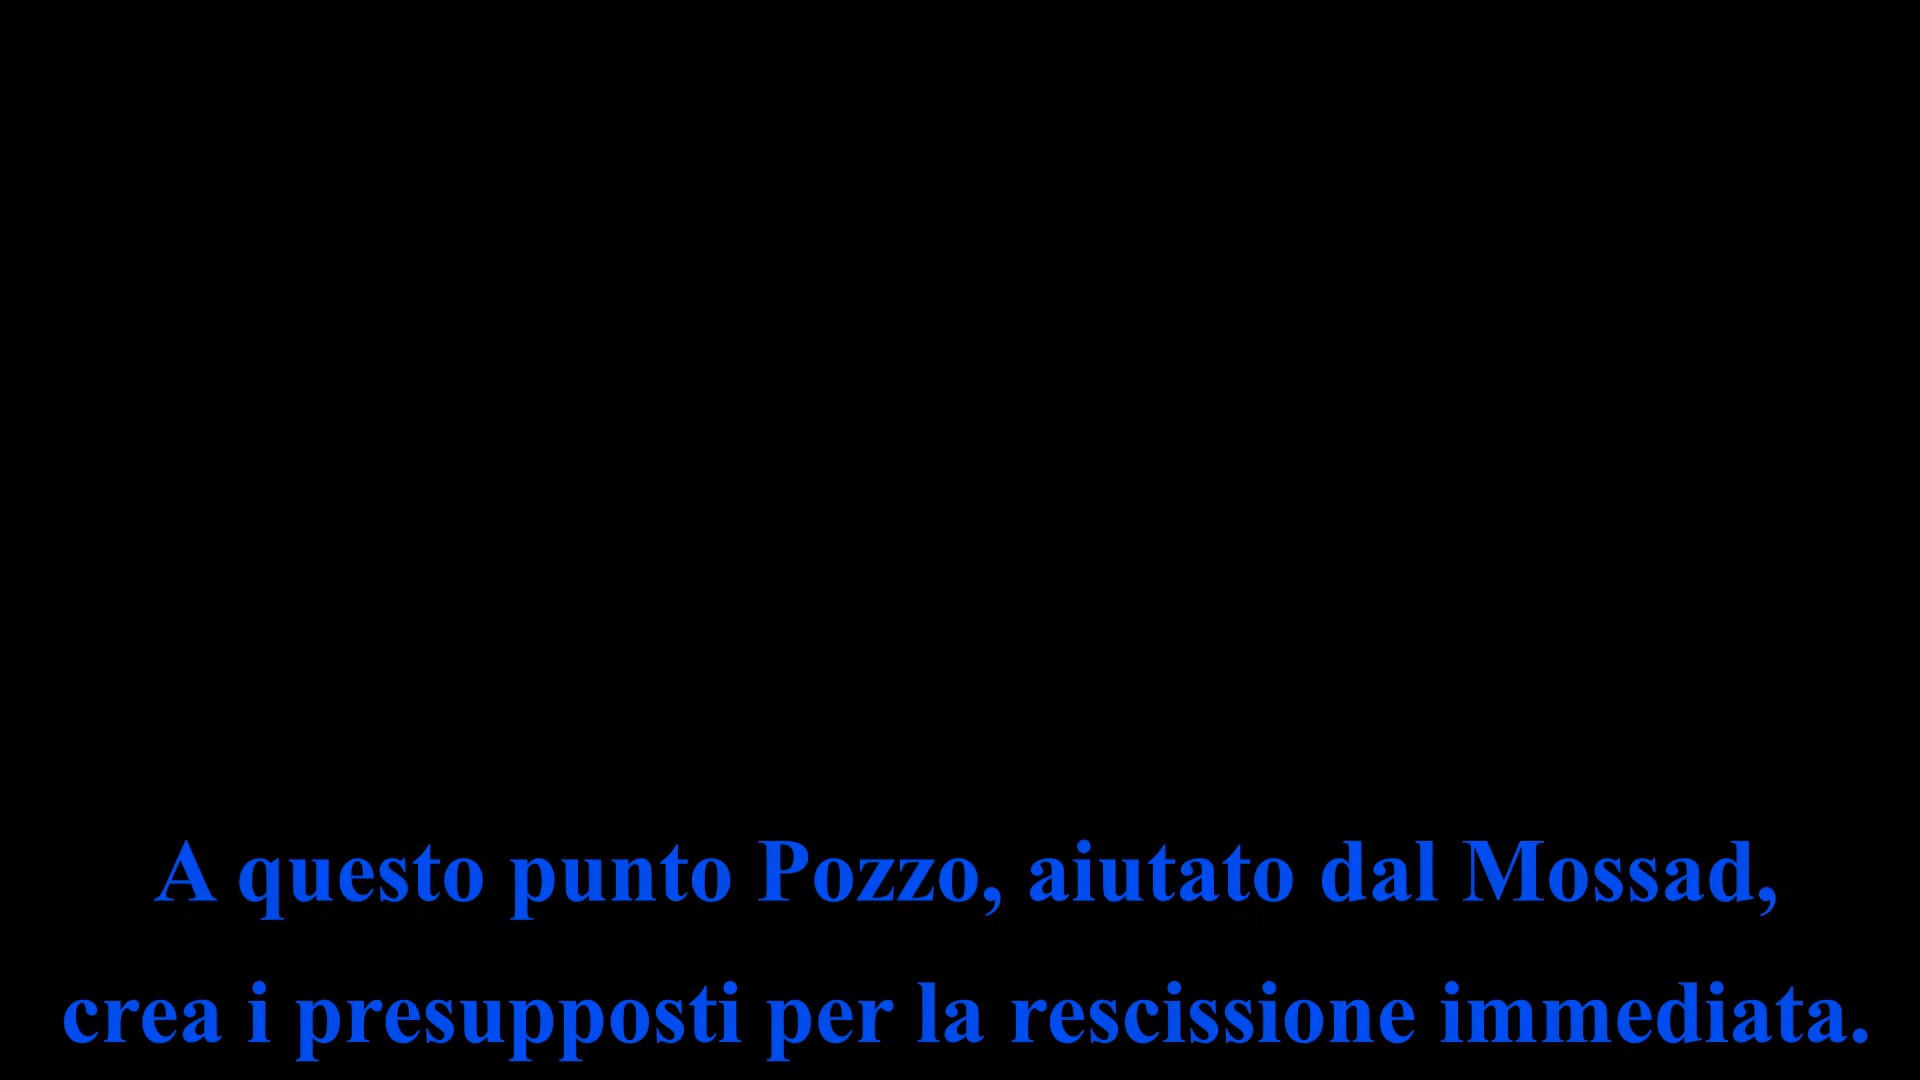 A questo punto Pozzo, aiutato dal Mossad,
crea i presupposti per la rescissione immediata.